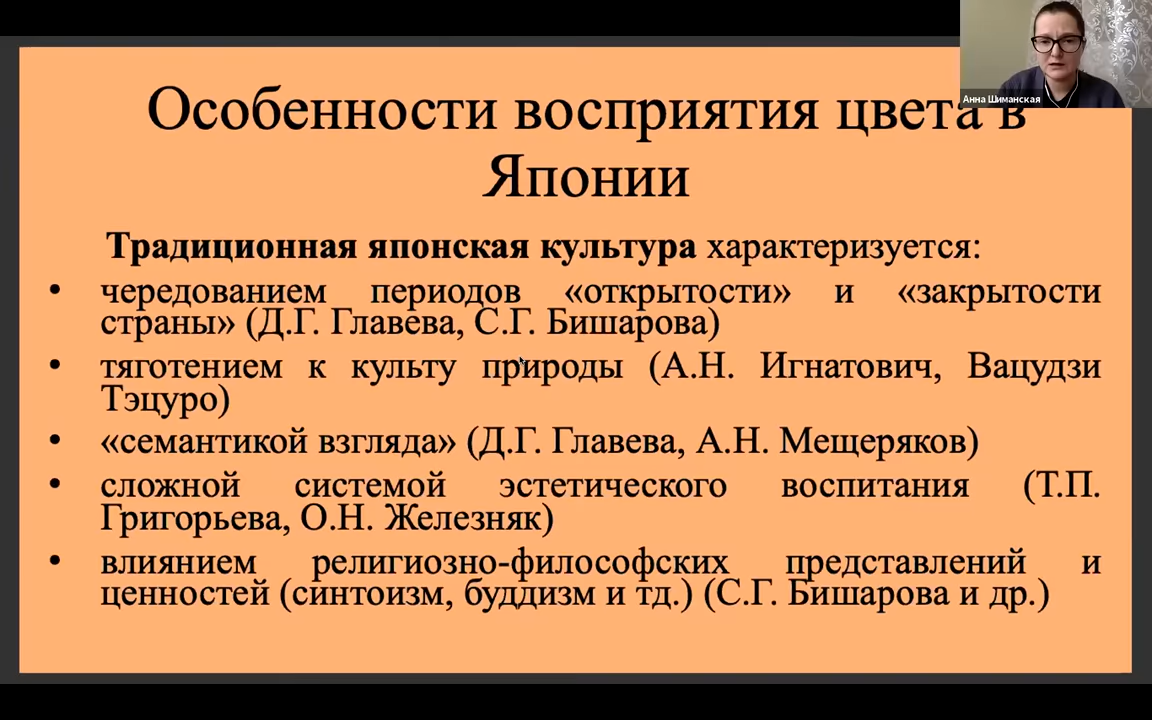 Анна Шиманская
Особенности восприятия цвета в
Японии
Традиционная японская культура характеризуется:
• чередованием периодов «открытости» и «закрытости
страны» (Д.Г. Главева, С.Г. Бишарова)
• тяготением к культу природы (А.Н. Игнатович, Вацудзи
Тэцуро)
• «семантикой взгляда» (Д.Г. Главева, А.Н. Мещеряков)
• сложной системой эстетического воспитания (Т.П.
Григорьева, О.Н. Железняк)
• влиянием религиозно-философских представлений и
ценностей (синтоизм, буддизм и тд.) (С.Г. Бишарова и др.)